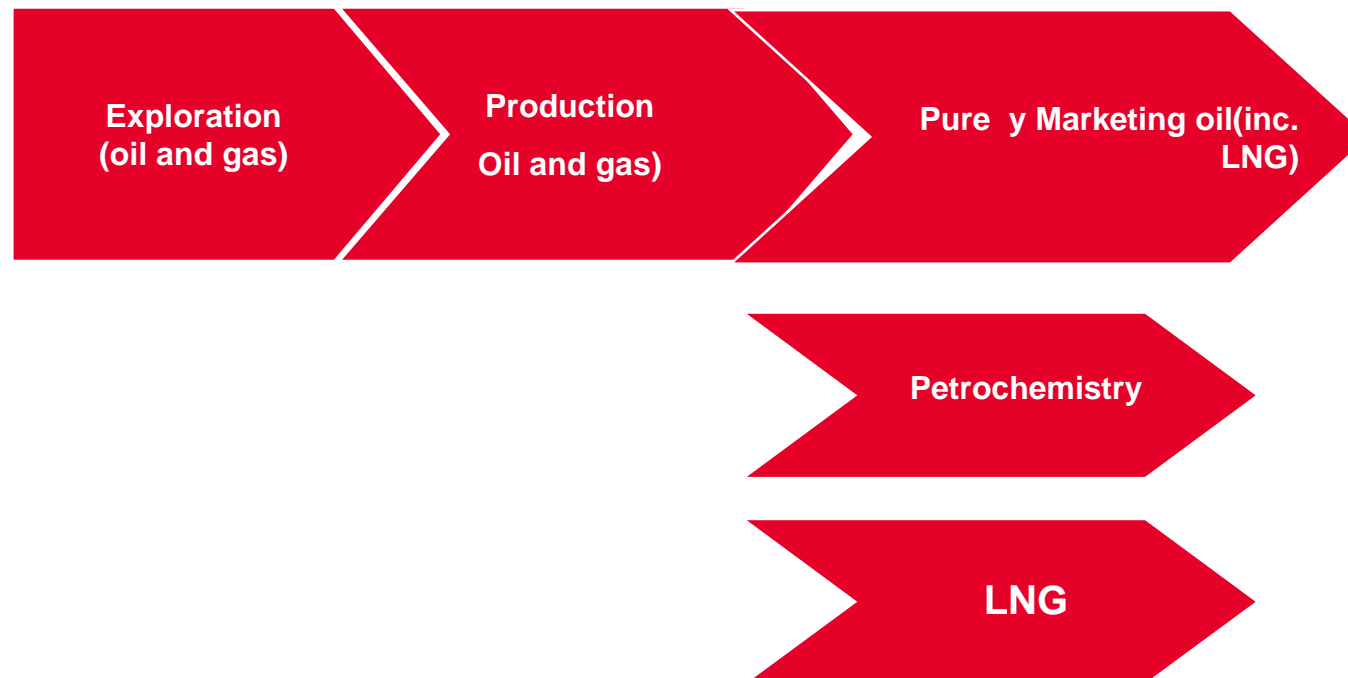 Exploration
(oil and gas)
Production
Oil and gas)
Pure  y Marketing oil(inc.
LNG)
Petrochemistry
LNG